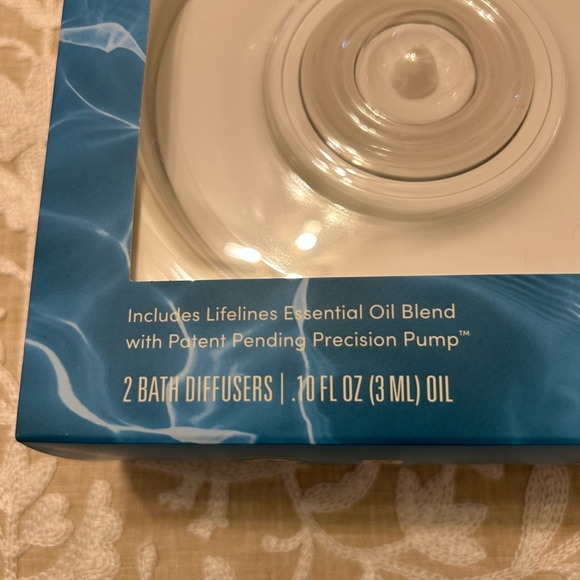 Includes Lifelines Essential Oil Blend
with Patent Pending Precision Pump™
2 BATH DIFFUSERS | .10 FL OZ (3 ML) OIL